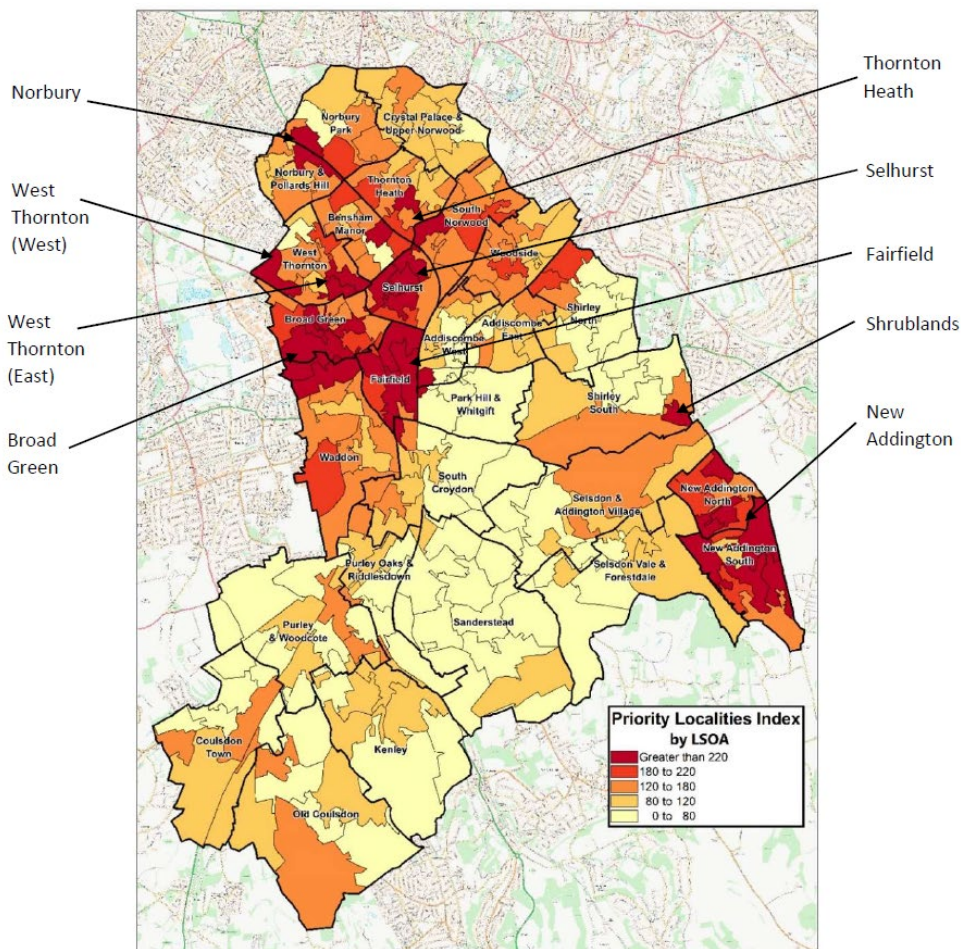 Norbury
West
Thornton
(West)
West
Thornton
(East)
Broad
Green
Thornton
Heath
Selhurst
Fairfield
Shrublands
New
Addington
Norbury
Park
Crystal Palace &
Upper Norwood
Norbury &
Pollards Hill
Thornton
Heath
Bensham
Manor
South
Norwood
West
Thornton
Woodside
Selhurst
Broad Green
Shirley
North
Addiscombe
East
Addiscombe
West
Fairfield
Park Hill &
Whitgift
Shirley
South
Waddon
South
Croydon
Selsdon &
Addington Village
New Addington
North
New Addington
South
Selsdon Vale &
Forestdale
Purley Oaks &
Riddlesdown
Purley
& Woodcote
Sanderstead
Coulsdon
Town
Kenley
Old Coulsdon
Priority Localities Index
by LSOA
Greater than 220
180 to 220
120 to 180
80 to 120
0 to 80